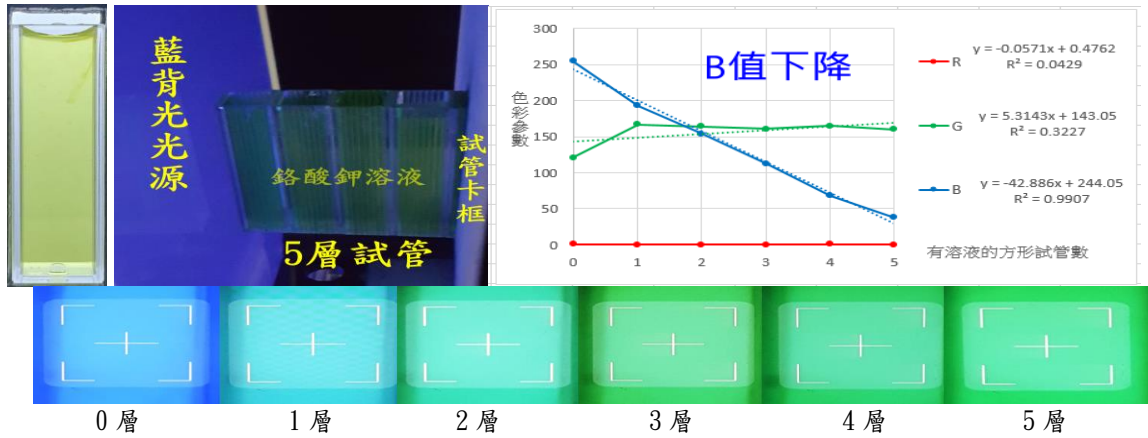 藍背光光源
鉻酸鉀溶液
試管卡框
5層試管
B值下降
色彩參數
300
250
200
150
100
50
0
0 1 2 3 4 5
有溶液的方形試管數
R y = -0.0571x + 0.4762
R² = 0.0429
G y = 5.3143x + 143.05
R² = 0.3227
B y = -42.886x + 244.05
R² = 0.9907
0層 1層 2層 3層 4層 5層